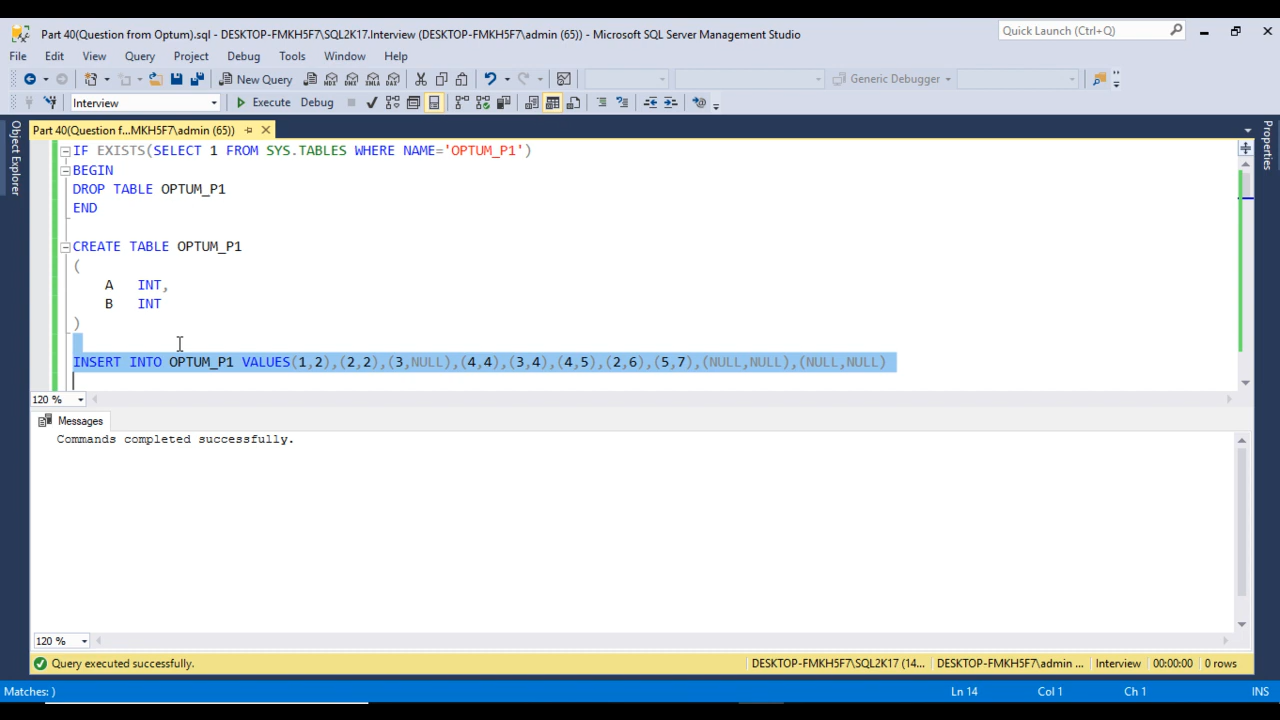 Part 40(Question from Optum).sql - DESKTOP-FMKH5F7\SQL2K17.Interview (DESKTOP-FMKH5F7\admin (65)) - Microsoft SQL Server Management Studio
Quick Launch (Ctrl+Q)
File Edit View Query Project Debug Tools Window Help
New Query
Generic Debugger
Interview
Execute Debug
Part 40(Question f...MKH5F7\admin (65))
Object Explorer
Properties
IF EXISTS(SELECT 1 FROM SYS.TABLES WHERE NAME='OPTUM_P1')
BEGIN
DROP TABLE OPTUM_P1
END
CREATE TABLE OPTUM_P1
(
A INT,
B INT
)
INSERT INTO OPTUM_P1 VALUES(1,2),(2,2),(3,NULL),(4,4),(3,4),(4,5),(2,6),(5,7),(NULL,NULL),(NULL,NULL)
120 %
Messages
Commands completed successfully.
120 %
Query executed successfully.
DESKTOP-FMKH5F7\SQL2K17 (14... DESKTOP-FMKH5F7\admin ... Interview 00:00:00 0 rows
Matches: ) Ln 14 Col 1 Ch 1 INS